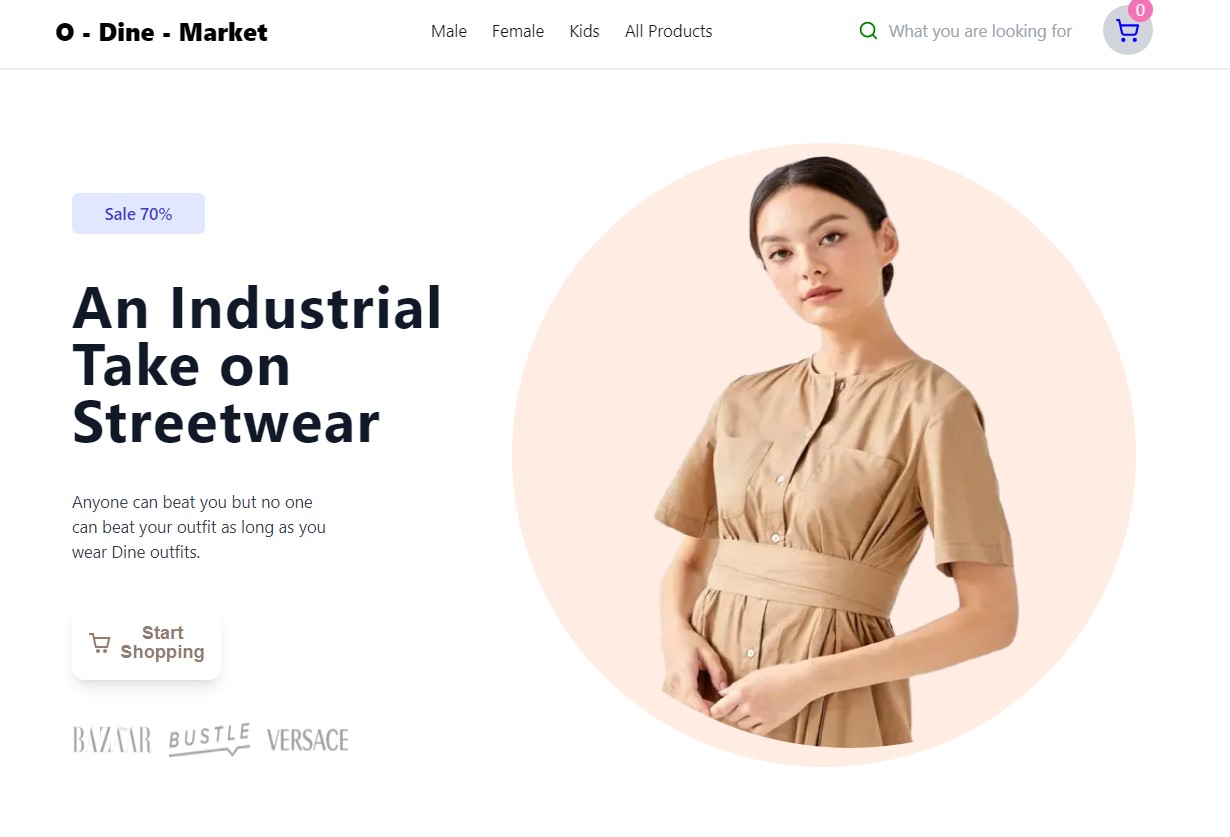 O - Dine - Market
Male
Female
Kids
All Products
What you are looking for
0
Sale 70%
An Industrial
Take on
Streetwear
Anyone can beat you but no one
can beat your outfit as long as you
wear Dine outfits.
Start
Shopping
BAZAAR
BUSTLE
VERSACE